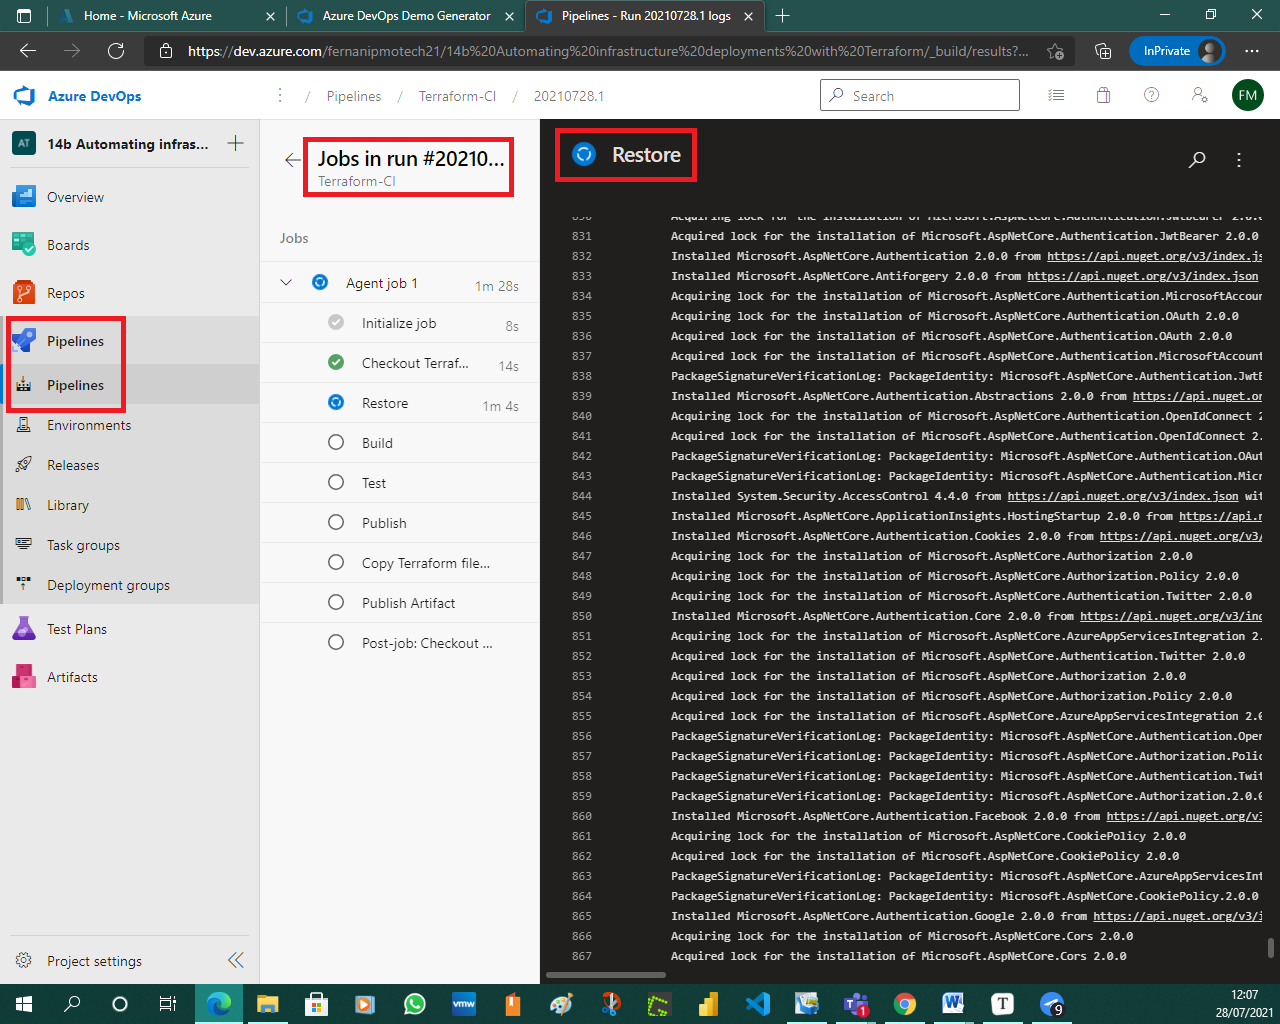 Home - Microsoft Azure
Azure DevOps Demo Generator
Pipelines - Run 20210728.1 logs
https://dev.azure.com/fernanipmotech21/14b%20Automating%20infrastructure%20deployments%20with%20Terraform/_build/results?...
InPrivate
Azure DevOps
/ Pipelines / Terraform-CI / 20210728.1
Search
FM
AT
14b Automating infras...
Overview
Boards
Repos
Pipelines
Pipelines
Environments
Releases
Library
Task groups
Deployment groups
Test Plans
Artifacts
Project settings
Jobs in run #20210...
Terraform-CI
Jobs
Agent job 1 1m 28s
Initialize job 8s
Checkout Terraf... 14s
Restore 1m 4s
Build
Test
Publish
Copy Terraform file...
Publish Artifact
Post-job: Checkout ...
Restore
830 Acquiring lock for the installation of Microsoft.AspNetCore.Authentication.JwtBearer 2.0.0
831 Acquired lock for the installation of Microsoft.AspNetCore.Authentication.JwtBearer 2.0.0
832 Installed Microsoft.AspNetCore.Authentication 2.0.0 from https://api.nuget.org/v3/index.js
833 Installed Microsoft.AspNetCore.Antiforgery 2.0.0 from https://api.nuget.org/v3/index.json
834 Acquiring lock for the installation of Microsoft.AspNetCore.Authentication.MicrosoftAccoun
835 Acquiring lock for the installation of Microsoft.AspNetCore.Authentication.OAuth 2.0.0
836 Acquired lock for the installation of Microsoft.AspNetCore.Authentication.OAuth 2.0.0
837 Acquired lock for the installation of Microsoft.AspNetCore.Authentication.MicrosoftAccount
838 PackageSignatureVerificationLog: PackageIdentity: Microsoft.AspNetCore.Authentication.JwtB
839 Installed Microsoft.AspNetCore.Authentication.Abstractions 2.0.0 from https://api.nuget.or
840 Acquiring lock for the installation of Microsoft.AspNetCore.Authentication.OpenIdConnect 2
841 Acquired lock for the installation of Microsoft.AspNetCore.Authentication.OpenIdConnect 2.
842 PackageSignatureVerificationLog: PackageIdentity: Microsoft.AspNetCore.Authentication.OAut
843 PackageSignatureVerificationLog: PackageIdentity: Microsoft.AspNetCore.Authentication.Micr
844 Installed System.Security.AccessControl 4.4.0 from https://api.nuget.org/v3/index.json wit
845 Installed Microsoft.AspNetCore.ApplicationInsights.HostingStartup 2.0.0 from https://api.n
846 Installed Microsoft.AspNetCore.Authentication.Cookies 2.0.0 from https://api.nuget.org/v3/
847 Acquiring lock for the installation of Microsoft.AspNetCore.Authorization 2.0.0
848 Acquiring lock for the installation of Microsoft.AspNetCore.Authorization.Policy 2.0.0
849 Acquiring lock for the installation of Microsoft.AspNetCore.Authentication.Twitter 2.0.0
850 Installed Microsoft.AspNetCore.Authentication.Core 2.0.0 from https://api.nuget.org/v3/ind
851 Acquiring lock for the installation of Microsoft.AspNetCore.AzureAppServicesIntegration 2.
852 Acquired lock for the installation of Microsoft.AspNetCore.Authentication.Twitter 2.0.0
853 Acquired lock for the installation of Microsoft.AspNetCore.Authorization 2.0.0
854 Acquired lock for the installation of Microsoft.AspNetCore.Authorization.Policy 2.0.0
855 Acquired lock for the installation of Microsoft.AspNetCore.AzureAppServicesIntegration 2.0
856 PackageSignatureVerificationLog: PackageIdentity: Microsoft.AspNetCore.Authentication.Oper
857 PackageSignatureVerificationLog: PackageIdentity: Microsoft.AspNetCore.Authorization.Polic
858 PackageSignatureVerificationLog: PackageIdentity: Microsoft.AspNetCore.Authentication.Twit
859 PackageSignatureVerificationLog: PackageIdentity: Microsoft.AspNetCore.Authorization.2.0.0
860 Installed Microsoft.AspNetCore.Authentication.Facebook 2.0.0 from https://api.nuget.org/v3
861 Acquiring lock for the installation of Microsoft.AspNetCore.CookiePolicy 2.0.0
862 Acquired lock for the installation of Microsoft.AspNetCore.CookiePolicy 2.0.0
863 PackageSignatureVerificationLog: PackageIdentity: Microsoft.AspNetCore.AzureAppServicesInt
864 PackageSignatureVerificationLog: PackageIdentity: Microsoft.AspNetCore.CookiePolicy.2.0.0
865 Installed Microsoft.AspNetCore.Authentication.Google 2.0.0 from https://api.nuget.org/v3/i
866 Acquiring lock for the installation of Microsoft.AspNetCore.Cors 2.0.0
867 Acquired lock for the installation of Microsoft.AspNetCore.Cors 2.0.0
vmw
1
T
9
12:07
28/07/2021